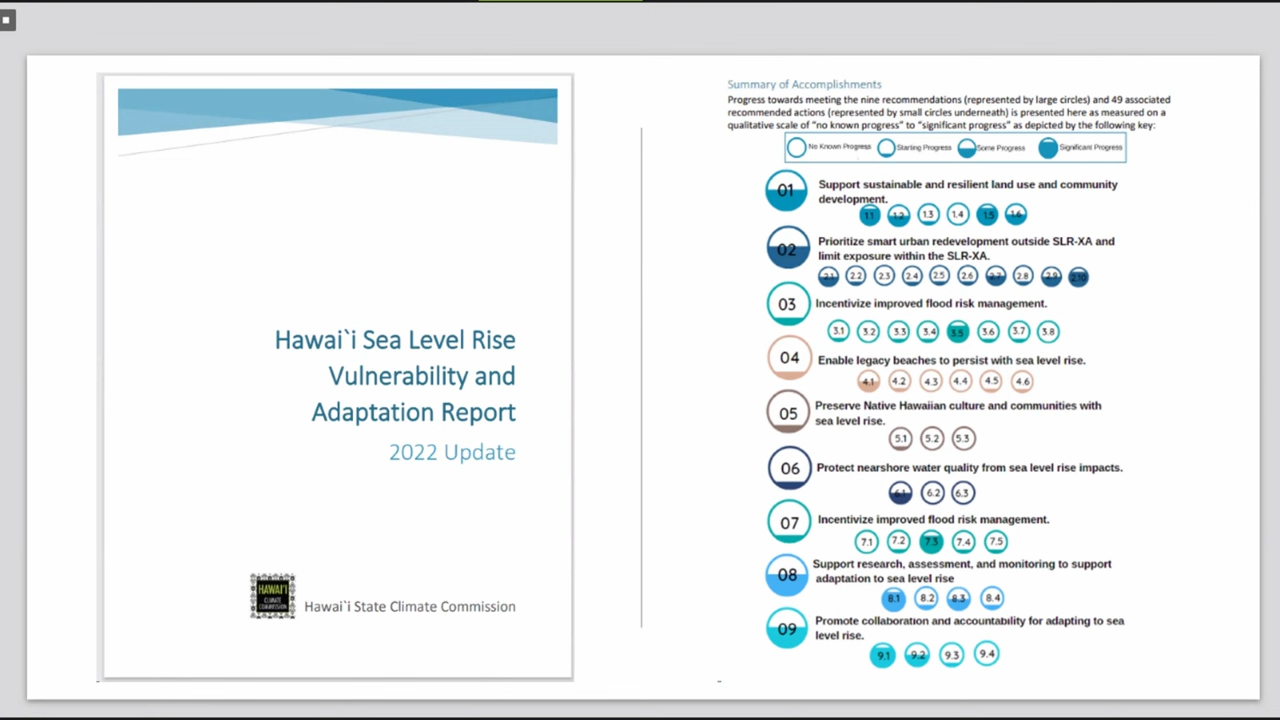 Hawai`i Sea Level Rise
Vulnerability and
Adaptation Report
2022 Update
HAWAI'I
CLIMATE
COMMISSION
Hawai`i State Climate Commission
Summary of Accomplishments
Progress towards meeting the nine recommendations (represented by large circles) and 49 associated
recommended actions (represented by small circles underneath) is presented here as measured on a
qualitative scale of "no known progress" to "significant progress" as depicted by the following key:
No Known Progress Starting Progress Some Progress Significant Progress
01 Support sustainable and resilient land use and community
development.
1.1 1.2 1.3 1.4 1.5 1.6
02 Prioritize smart urban redevelopment outside SLR-XA and
limit exposure within the SLR-XA.
2.1 2.2 2.3 2.4 2.5 2.6 2.7 2.8 2.9 2.10
03 Incentivize improved flood risk management.
3.1 3.2 3.3 3.4 3.5 3.6 3.7 3.8
04 Enable legacy beaches to persist with sea level rise.
4.1 4.2 4.3 4.4 4.5 4.6
05 Preserve Native Hawaiian culture and communities with
sea level rise.
5.1 5.2 5.3
06 Protect nearshore water quality from sea level rise impacts.
6.1 6.2 6.3
07 Incentivize improved flood risk management.
7.1 7.2 7.3 7.4 7.5
08 Support research, assessment, and monitoring to support
adaptation to sea level rise
8.1 8.2 8.3 8.4
09 Promote collaboration and accountability for adapting to sea
level rise.
9.1 9.2 9.3 9.4